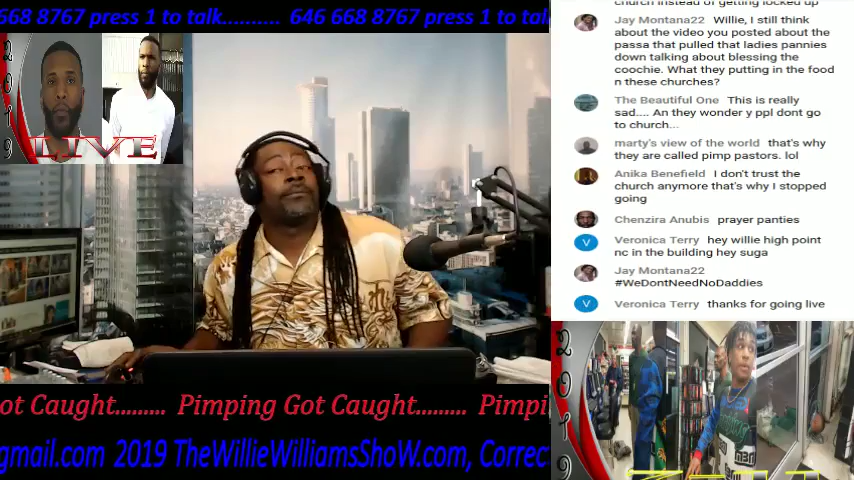 668 8767 press 1 to talk.......... 646 668 8767 press 1 to tal
2019
LIVE
church instead of getting locked up
Jay Montana22 Willie, I still think
about the video you posted about the
passa that pulled that ladies pannies
down talking about blessing the
coochie. What they putting in the food
n these churches?
The Beautiful One This is really
sad.... An they wonder y ppl dont go
to church...
marty's view of the world that's why
they are called pimp pastors. lol
Anika Benefield I don't trust the
church anymore that's why I stopped
going
Chenzira Anubis prayer panties
V Veronica Terry hey willie high point
nc in the building hey suga
Jay Montana22
#WeDontNeedNoDaddies
V Veronica Terry thanks for going live
2019
ot Caught......... Pimping Got Caught......... Pimpi
gmail.com 2019 TheWillieWilliamsShoW.com, Correc